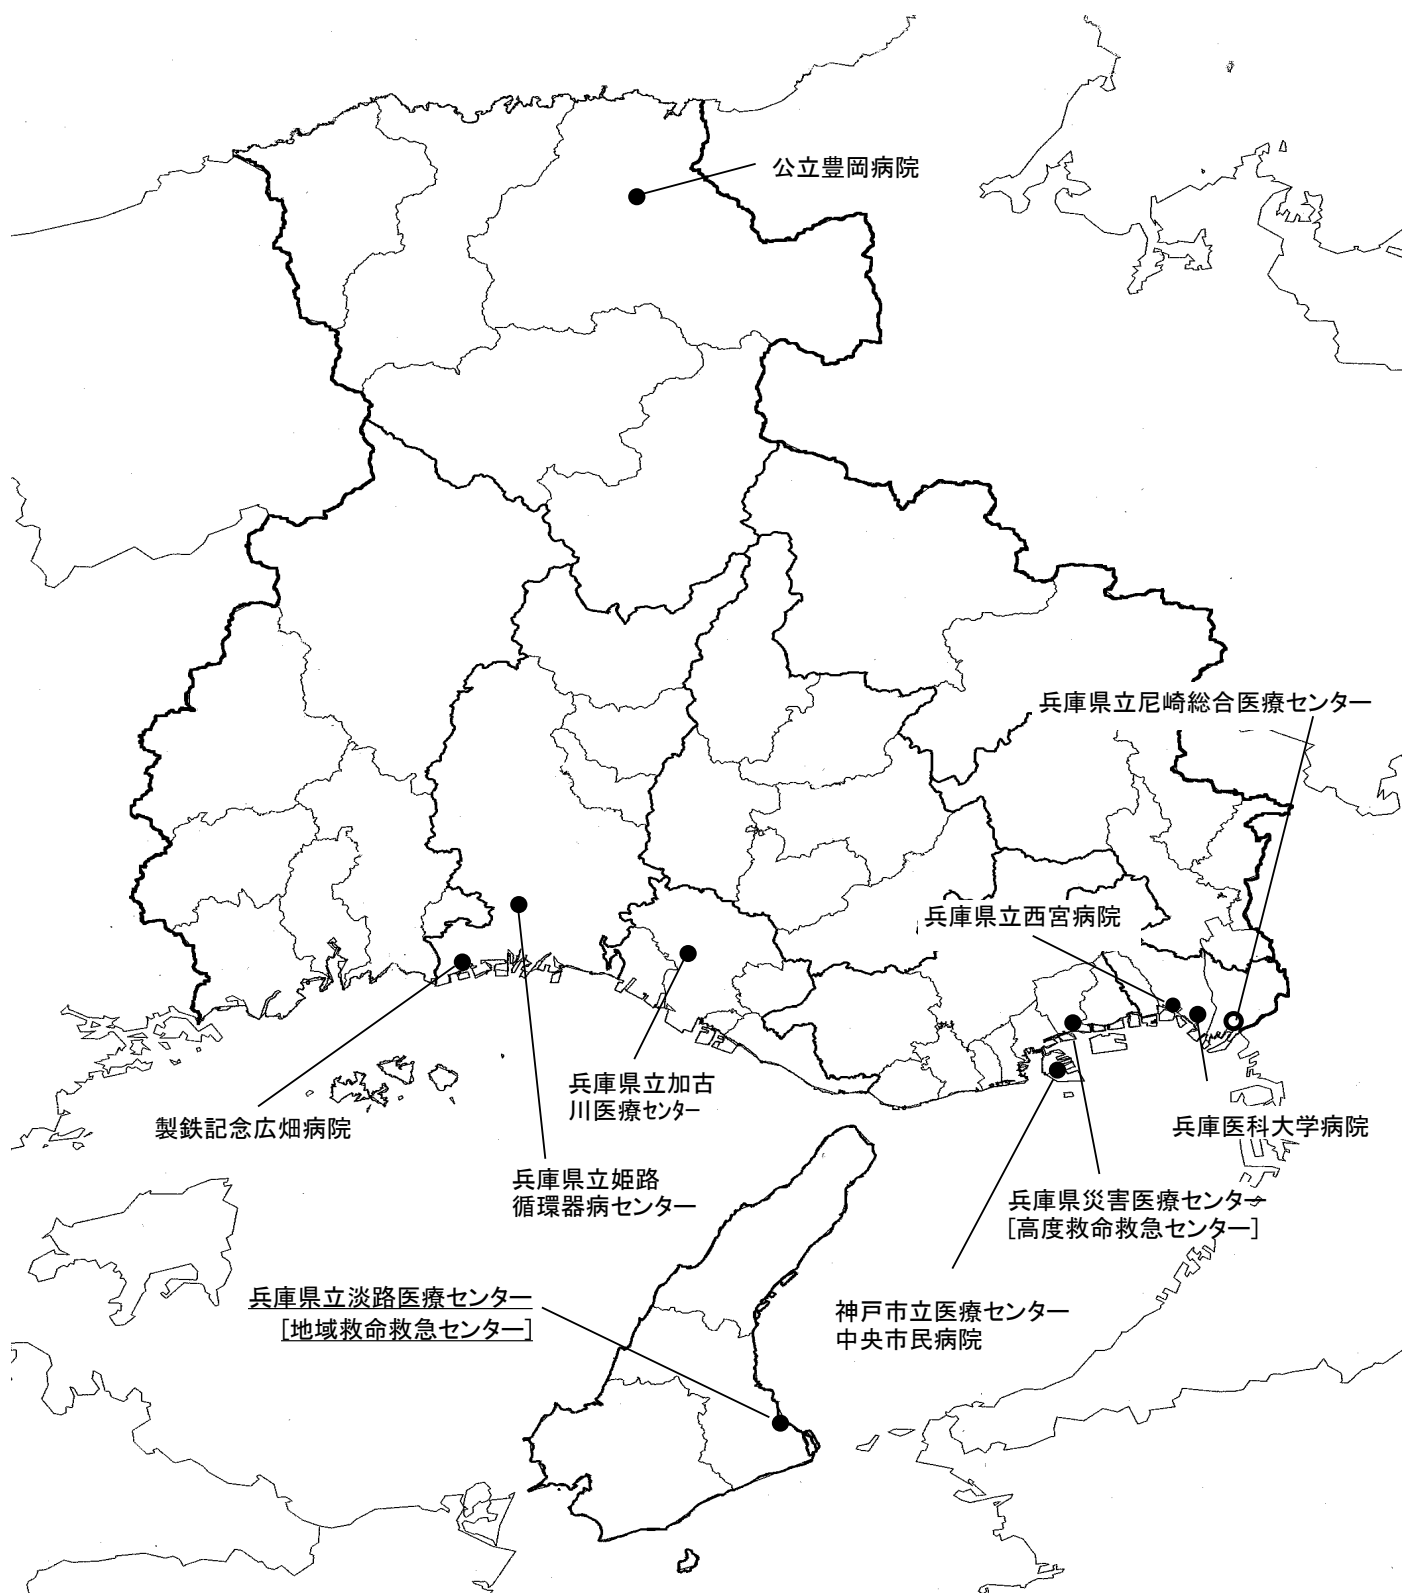 公立豊岡病院
兵庫県立尼崎総合医療センター
兵庫県立西宮病院
兵庫県立加古
川医療センター
製鉄記念広畑病院
兵庫医科大学病院
兵庫県立姫路
循環器病センター
兵庫県災害医療センター
[高度救命救急センター]
兵庫県立淡路医療センター
[地域救命救急センター]
神戸市立医療センター
中央市民病院